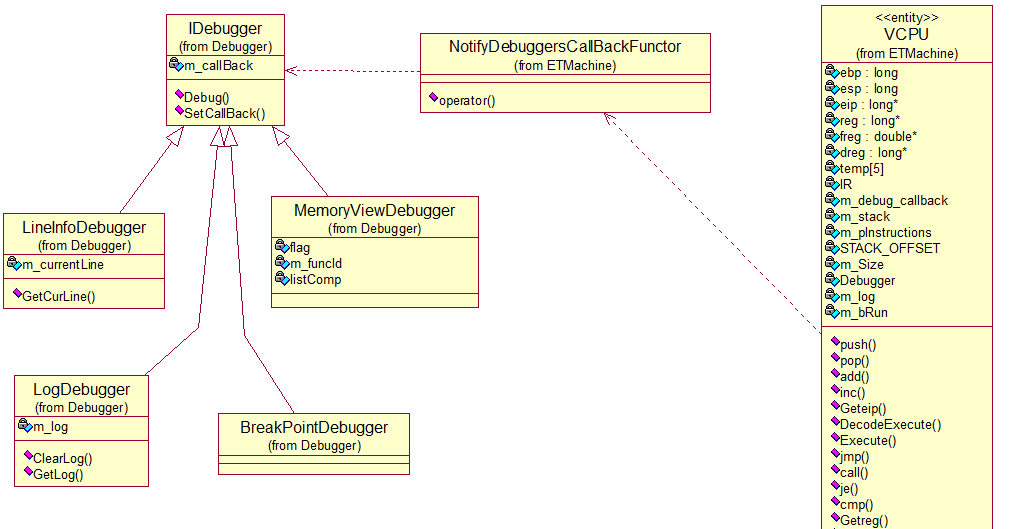 IDebugger
(from Debugger)
m_callBack
Debug()
SetCallBack()
NotifyDebuggersCallBackFunctor
(from ETMachine)
operator()
<<entity>>
VCPU
(from ETMachine)
ebp : long
esp : long
eip : long*
reg : long*
freg : double*
dreg : long*
temp[5]
IR
m_debug_callback
m_stack
m_pInstructions
STACK_OFFSET
m_Size
Debugger
m_log
m_bRun
push()
pop()
add()
inc()
Geteip()
DecodeExecute()
Execute()
jmp()
call()
je()
cmp()
Getreg()
LineInfoDebugger
(from Debugger)
m_currentLine
GetCurLine()
MemoryViewDebugger
(from Debugger)
flag
m_funcId
listComp
LogDebugger
(from Debugger)
m_log
ClearLog()
GetLog()
BreakPointDebugger
(from Debugger)